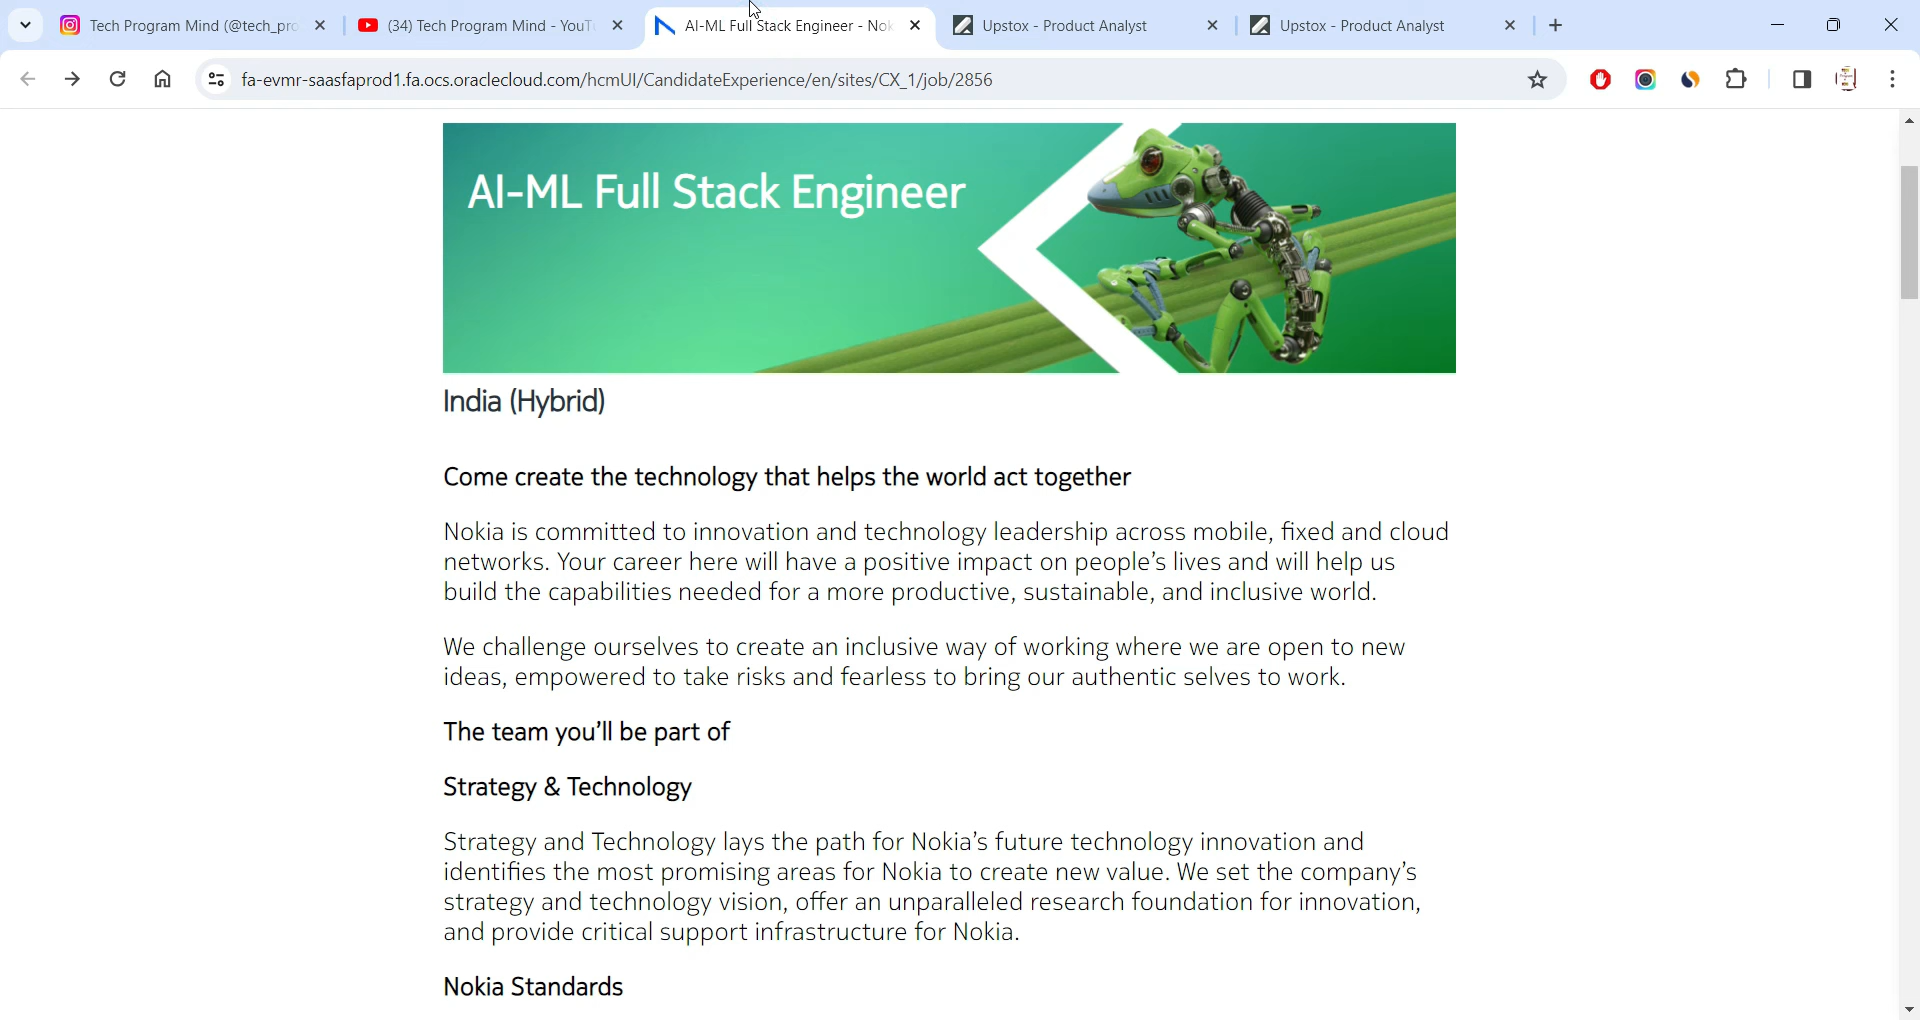 Tech Program Mind (@tech_pro
(34) Tech Program Mind - YouT
AI-ML Full Stack Engineer - Nok
Upstox - Product Analyst
Upstox - Product Analyst
fa-evmr-saasfaprod1.fa.ocs.oraclecloud.com/hcmUI/CandidateExperience/en/sites/CX_1/job/2856
AI-ML Full Stack Engineer
India (Hybrid)
Come create the technology that helps the world act together
Nokia is committed to innovation and technology leadership across mobile, fixed and cloud
networks. Your career here will have a positive impact on people’s lives and will help us
build the capabilities needed for a more productive, sustainable, and inclusive world.
We challenge ourselves to create an inclusive way of working where we are open to new
ideas, empowered to take risks and fearless to bring our authentic selves to work.
The team you’ll be part of
Strategy & Technology
Strategy and Technology lays the path for Nokia’s future technology innovation and
identifies the most promising areas for Nokia to create new value. We set the company’s
strategy and technology vision, offer an unparalleled research foundation for innovation,
and provide critical support infrastructure for Nokia.
Nokia Standards